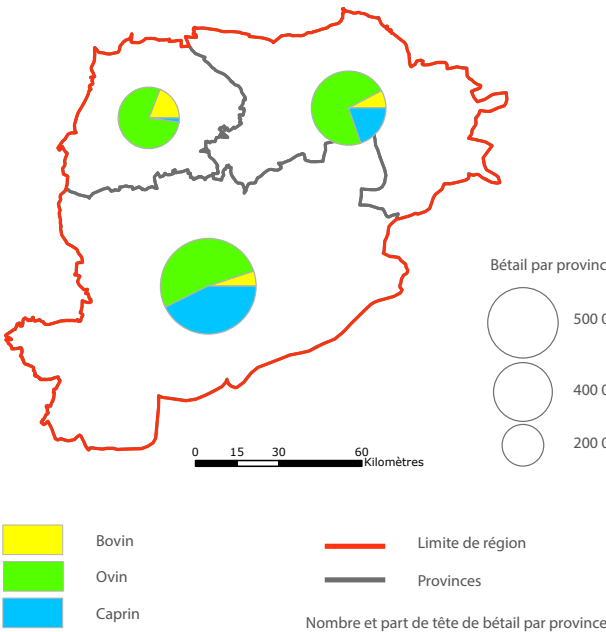 Bétail par provinc
500 0
400 0
200 0
0 15 30 60
Kilomètres
Bovin
Ovin
Caprin
Limite de région
Provinces
Nombre et part de tête de bétail par province